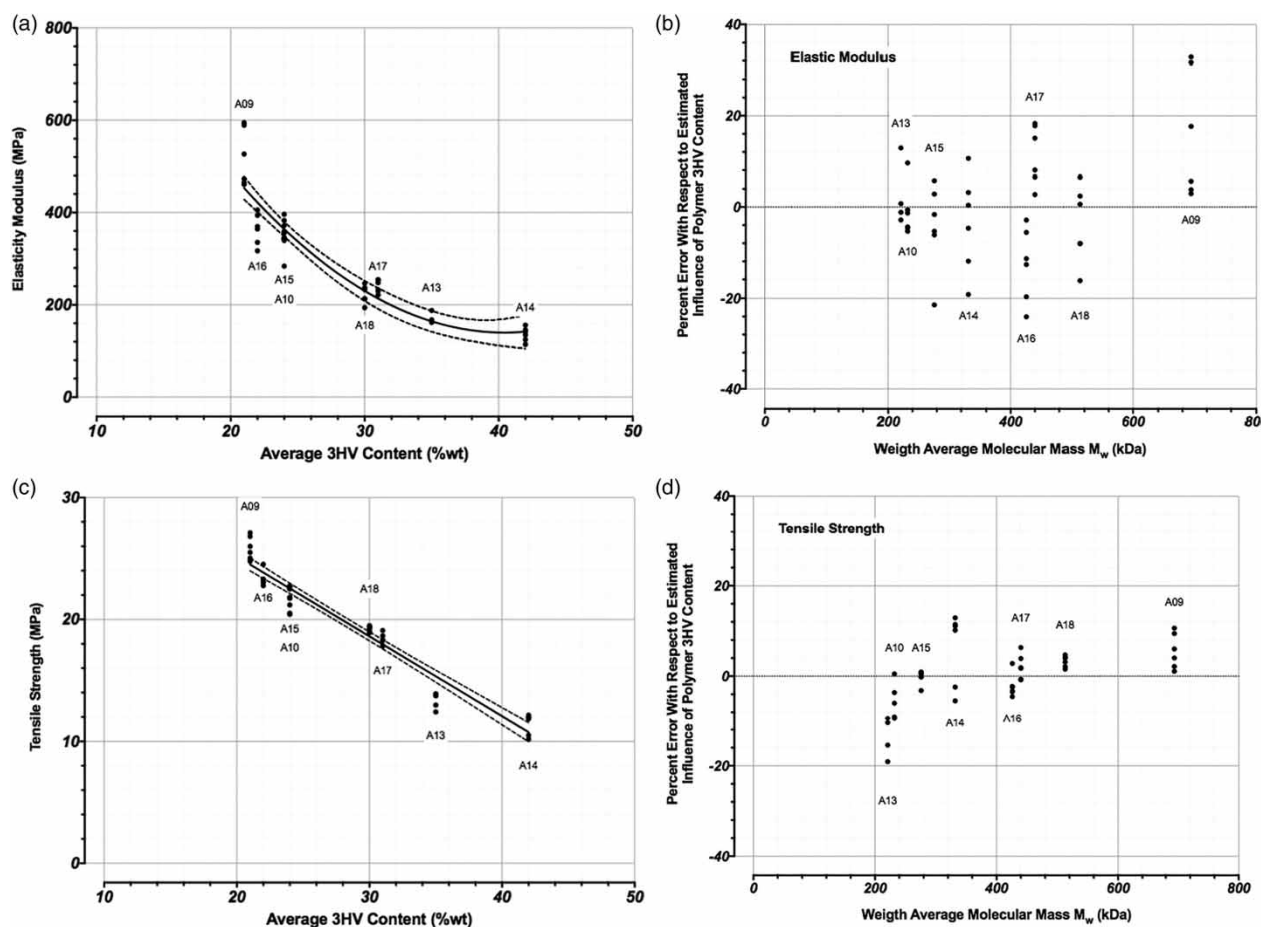 (a)
800
600
400
200
0
Elasticity Modulus (MPa)
A09
A16
A15
A10
A17
A18
A13
A14
10
20
30
40
50
Average 3HV Content (%wt)
(b)
40
20
0
-20
-40
Percent Error With Respect to Estimated
Influence of Polymer 3HV Content
Elastic Modulus
A13
A10
A15
A14
A17
A16
A18
A09
0
200
400
600
80
Weigth Average Molecular Mass Mw (kDa)
(c)
30
20
10
0
Tensile Strength (MPa)
A09
A16
A15
A10
A18
A17
A13
A14
10
20
30
40
50
Average 3HV Content (%wt)
(d)
40
20
0
-20
-40
Percent Error With Respect to Estimated
Influence of Polymer 3HV Content
Tensile Strength
A10
A15
A13
A14
A17
A16
A18
A09
0
200
400
600
800
Weigth Average Molecular Mass Mw (kDa)